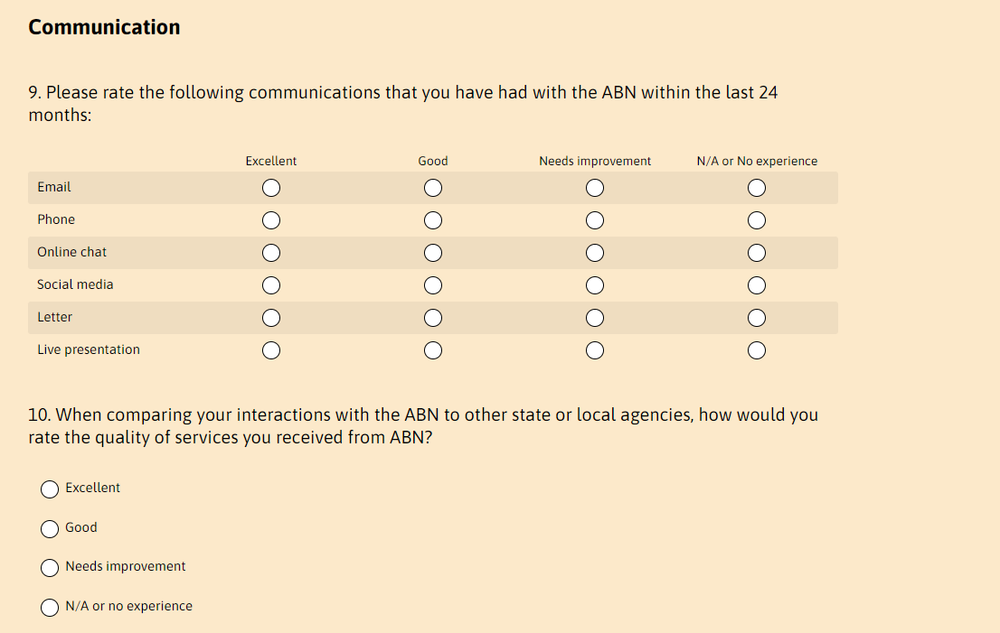 Communication
9. Please rate the following communications that you have had with the ABN within the last 24
months:
Excellent Good Needs improvement N/A or No experience
Email
Phone
Online chat
Social media
Letter
Live presentation
10. When comparing your interactions with the ABN to other state or local agencies, how would you
rate the quality of services you received from ABN?
Excellent
Good
Needs improvement
N/A or no experience